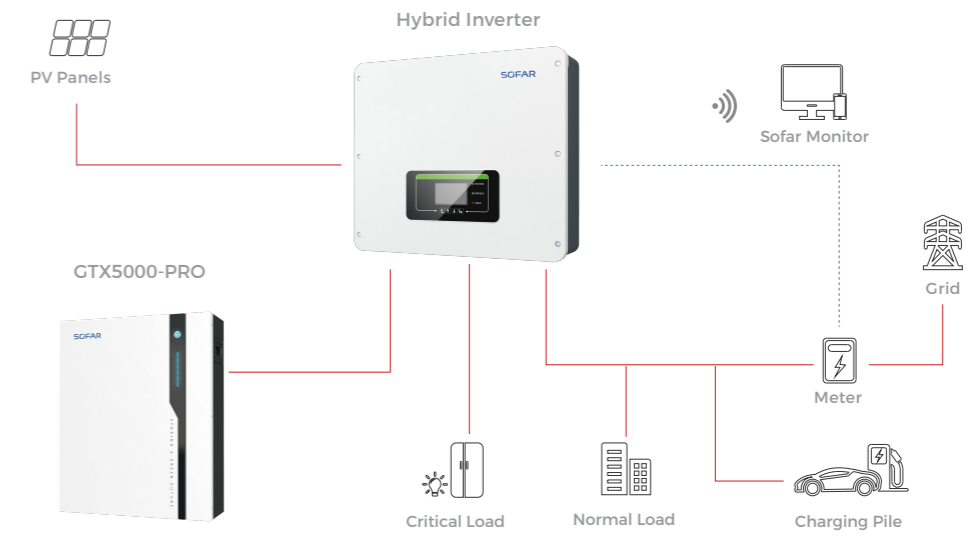 Hybrid Inverter
PV Panels
SOFAR
Sofar Monitor
Grid
GTX5000-PRO
SOFAR
Meter
Critical Load
Normal Load
Charging Pile